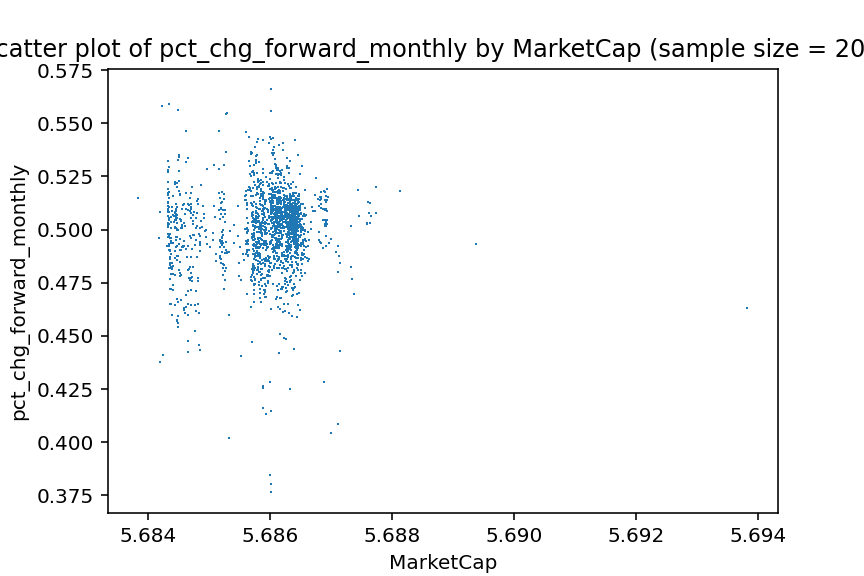 catter plot of pct_chg_forward_monthly by MarketCap (sample size = 20
0.575
0.550
0.525
0.500
0.475
0.450
0.425
0.400
0.375
pct_chg_forward_monthly
5.684 5.686 5.688 5.690 5.692 5.694
MarketCap